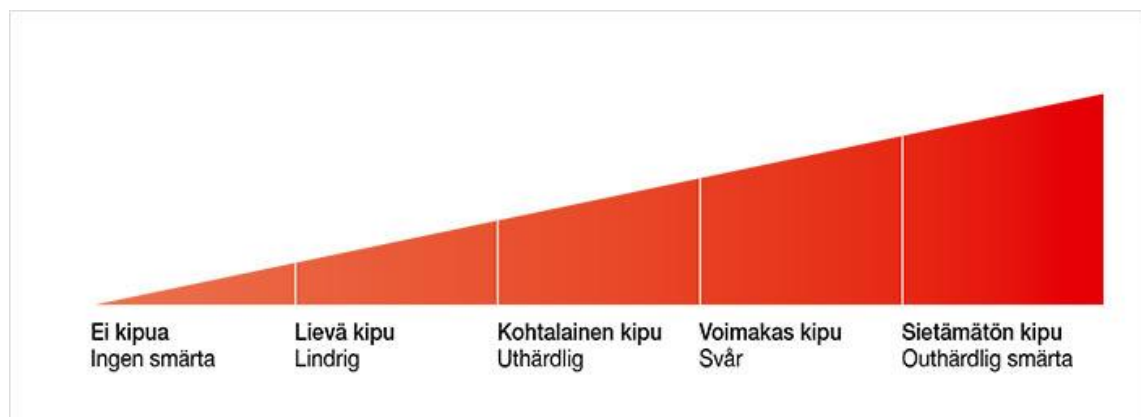 Ei kipua
Ingen smärta
Lievä kipu
Lindrig
Kohtalainen kipu
Uthärdlig
Voimakas kipu
Svår
Sietämätön kipu
Outhärdlig smärta